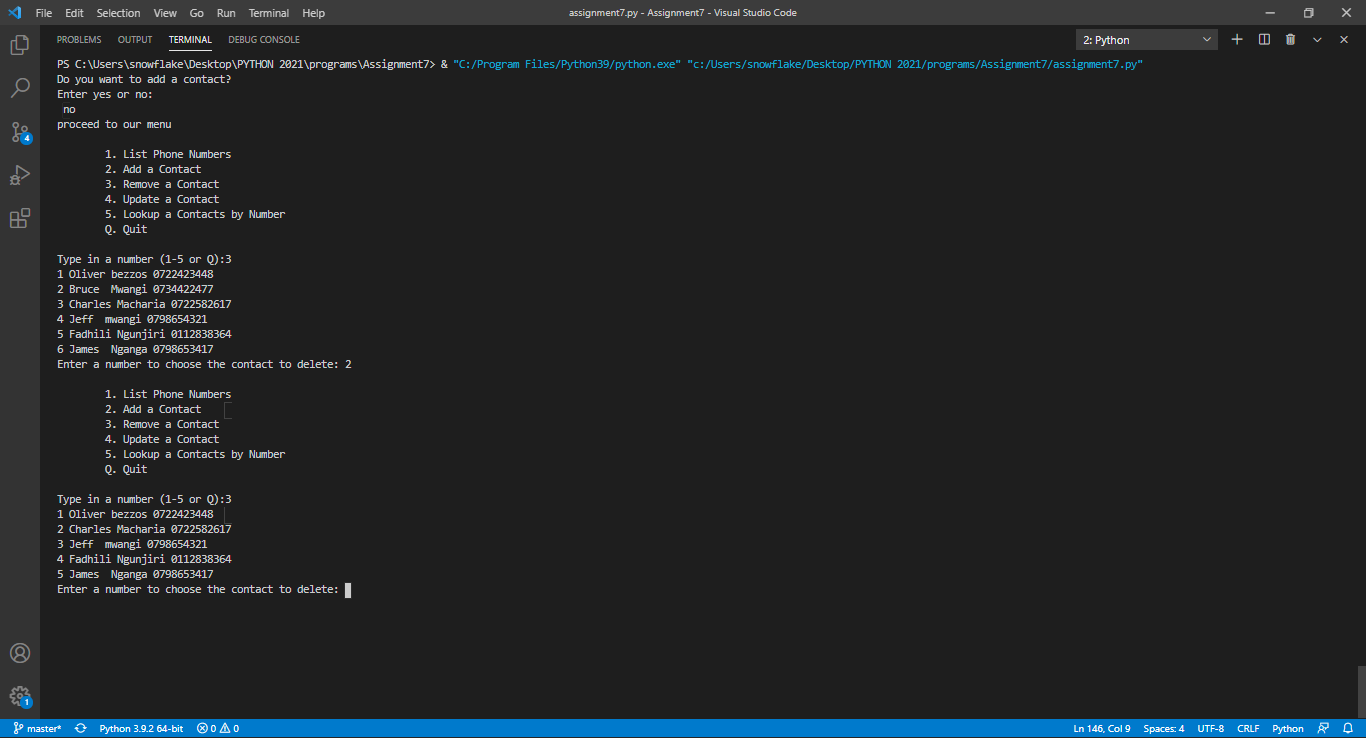 File Edit Selection View Go Run Terminal Help assignment7.py - Assignment7 - Visual Studio Code
PROBLEMS OUTPUT TERMINAL DEBUG CONSOLE 2: Python
PS C:\Users\snowflake\Desktop\PYTHON 2021\programs\Assignment7> & "C:/Program Files/Python39/python.exe" "c:/Users/snowflake/Desktop/PYTHON 2021/programs/Assignment7/assignment7.py"
Do you want to add a contact?
Enter yes or no:
no
proceed to our menu
1. List Phone Numbers
2. Add a Contact
3. Remove a Contact
4. Update a Contact
5. Lookup a Contacts by Number
Q. Quit
Type in a number (1-5 or Q):3
1 Oliver bezzos 0722423448
2 Bruce  Mwangi 0734422477
3 Charles Macharia 0722582617
4 Jeff  mwangi 0798654321
5 Fadhili Ngunjiri 0112838364
6 James  Nganga 0798653417
Enter a number to choose the contact to delete: 2
1. List Phone Numbers
2. Add a Contact
3. Remove a Contact
4. Update a Contact
5. Lookup a Contacts by Number
Q. Quit
Type in a number (1-5 or Q):3
1 Oliver bezzos 0722423448
2 Charles Macharia 0722582617
3 Jeff  mwangi 0798654321
4 Fadhili Ngunjiri 0112838364
5 James  Nganga 0798653417
Enter a number to choose the contact to delete:
4
1
master* Python 3.9.2 64-bit 0 0 Ln 146, Col 9 Spaces: 4 UTF-8 CRLF Python